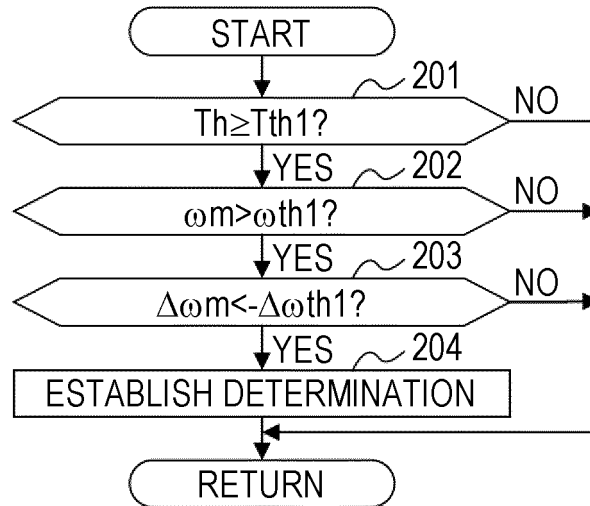 START
201
Th≥Tth1?
NO
YES
202
ωm>ωth1?
NO
YES
203
Δωm<-Δωth1?
NO
YES
204
ESTABLISH DETERMINATION
RETURN